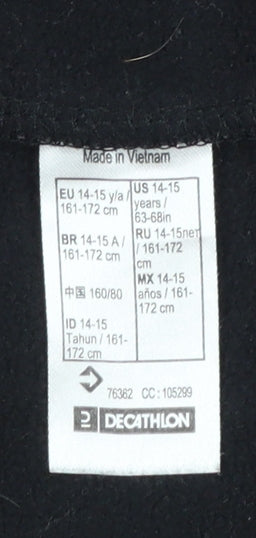 Made in Vietnam
EU 14-15 y/a /
161-172 cm
BR 14-15 A /
161-172 cm
中国 160/80
ID 14-15
Tahun / 161-
172 cm
US 14-15
years /
63-68in
RU 14-15лет
/ 161-172
cm
MX 14-15
años / 161-
172 cm
76362 CC : 105299
DECATHLON